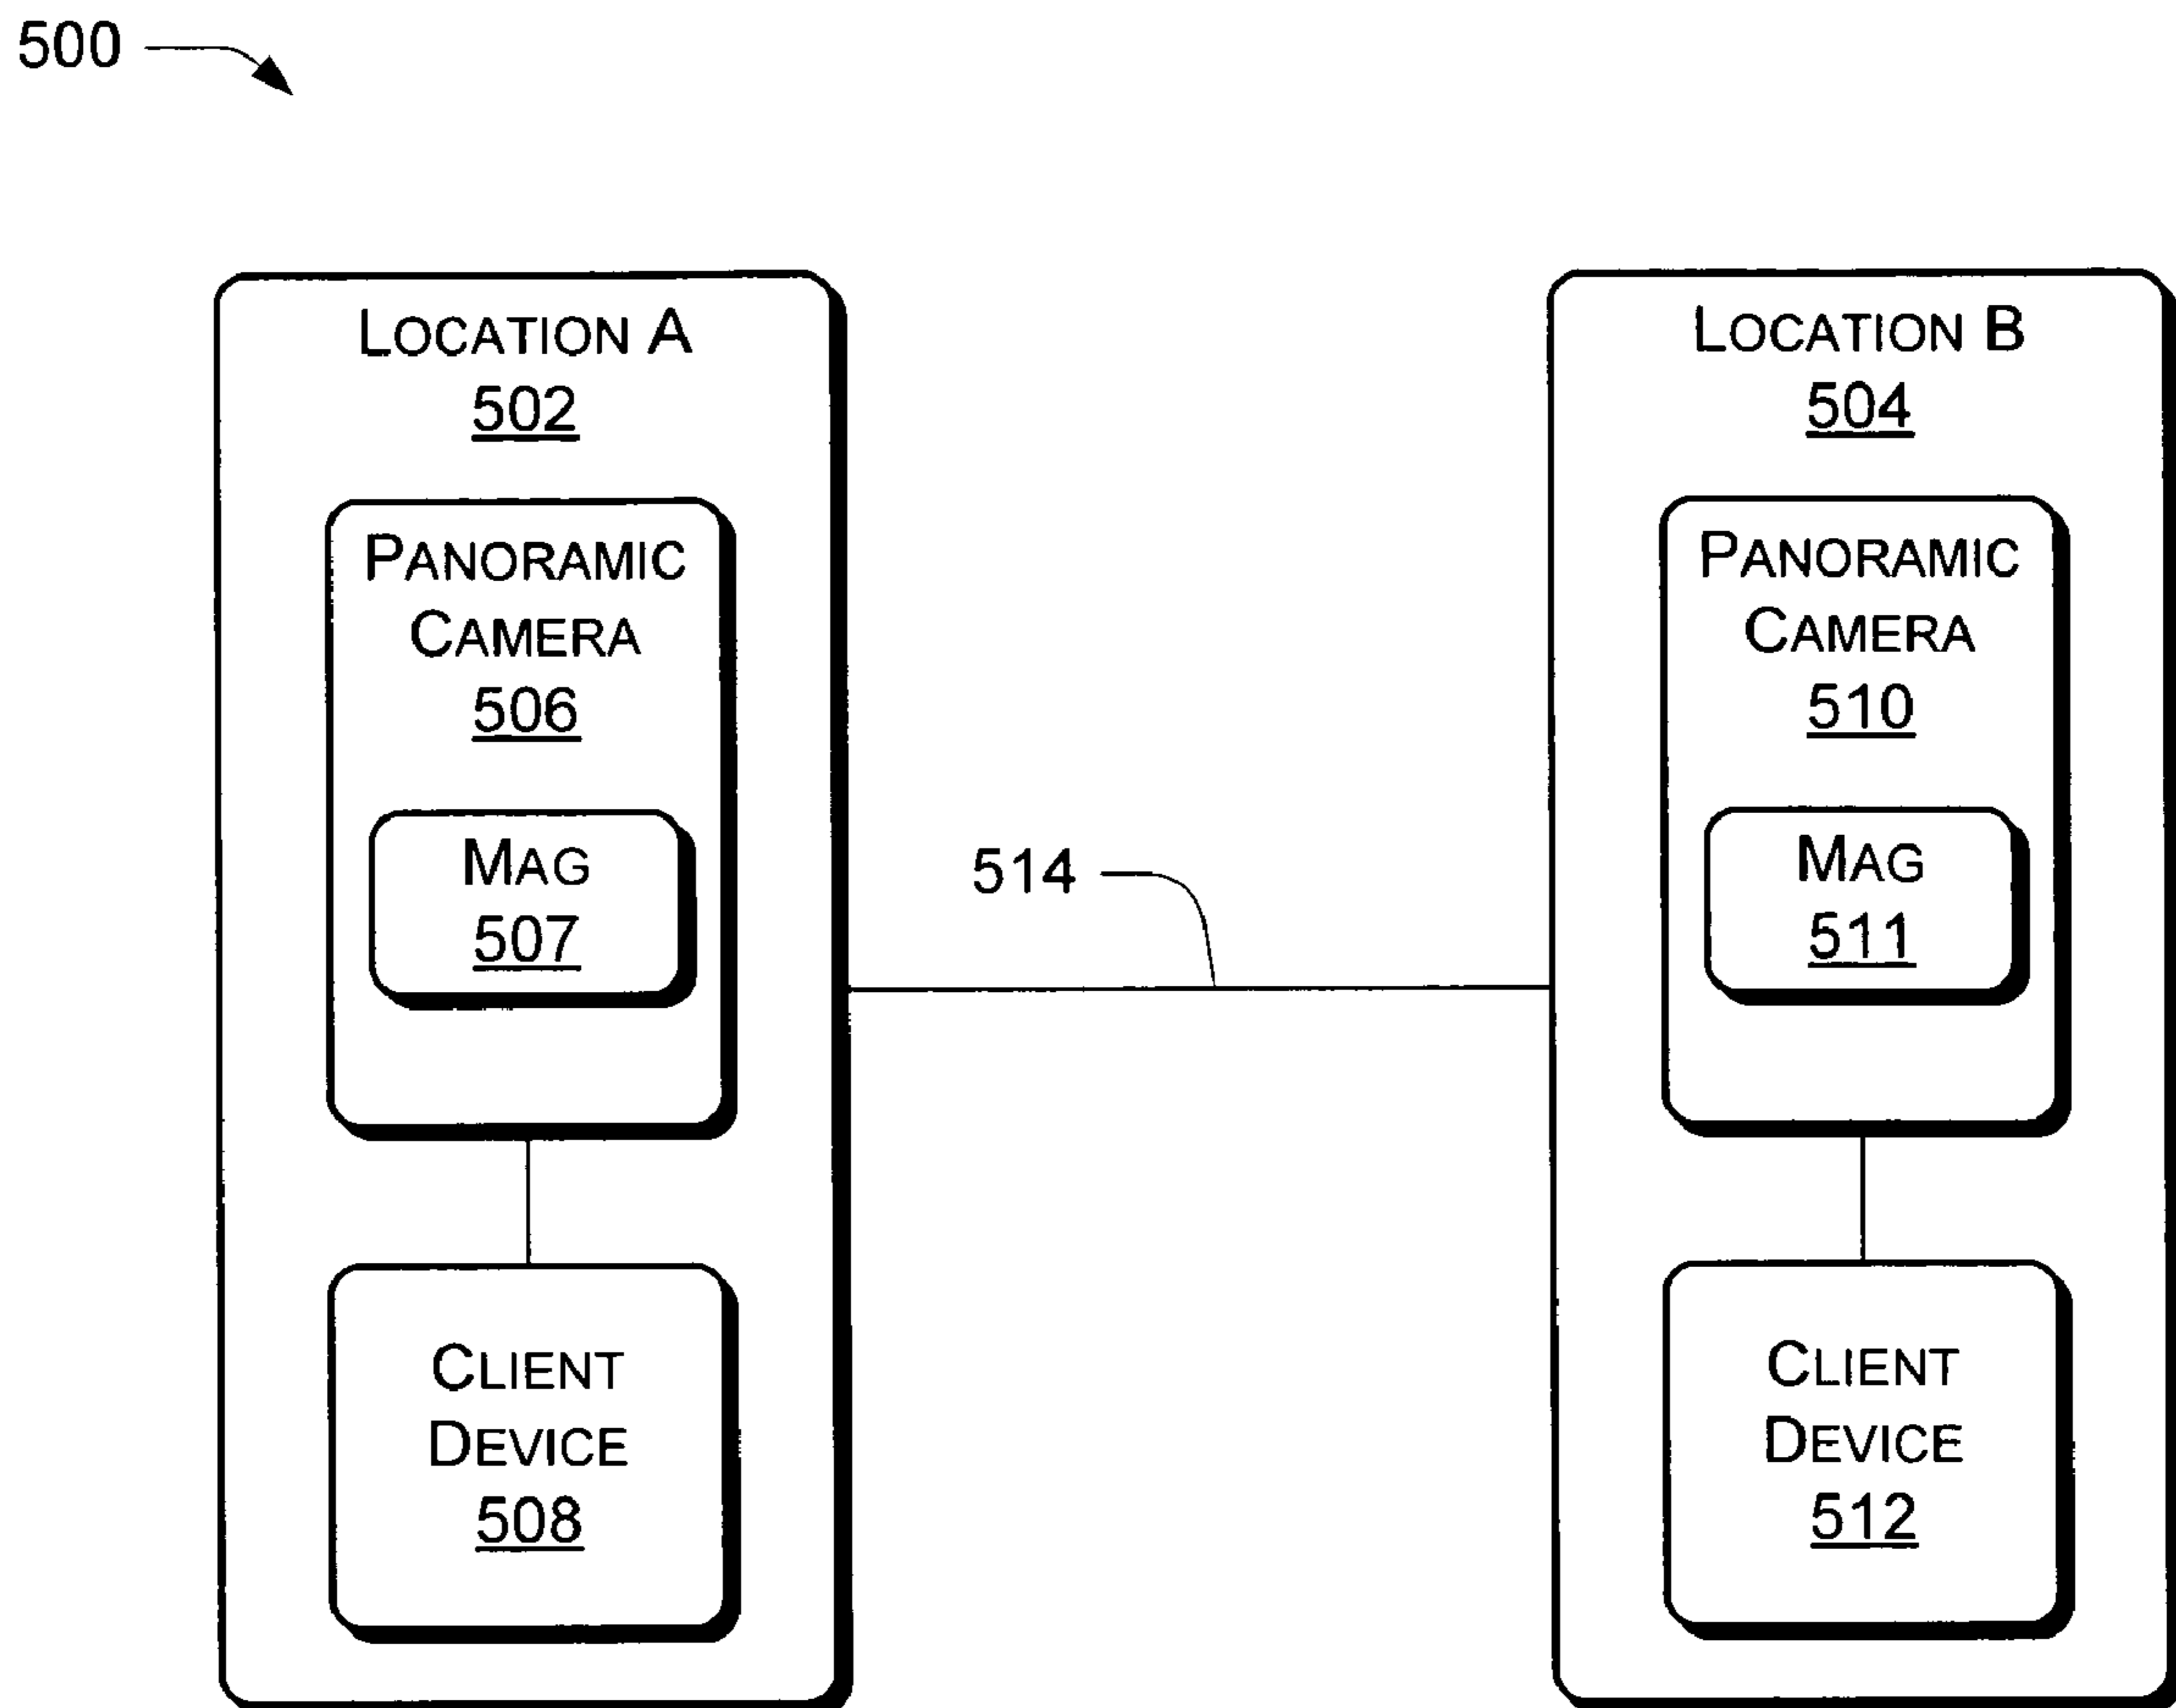 500
LOCATION A
502
PANORAMIC
CAMERA
506
MAG
507
CLIENT
DEVICE
508
514
LOCATION B
504
PANORAMIC
CAMERA
510
MAG
511
CLIENT
DEVICE
512